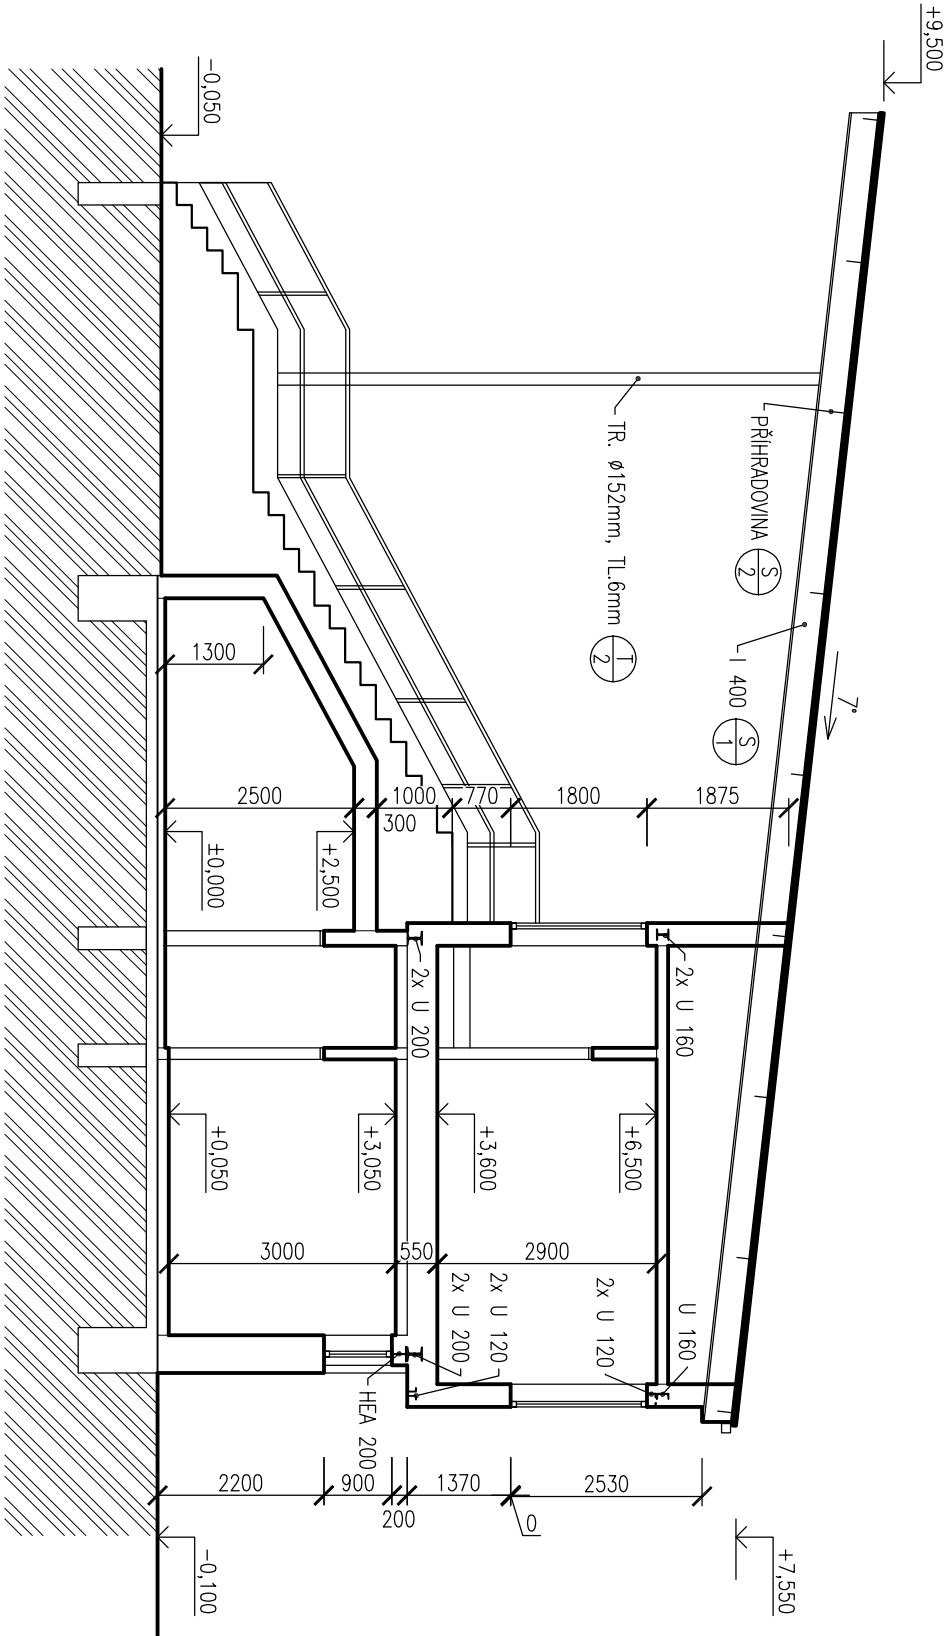 +9,500
-0,050
TR. ø152mm, TL.6mm
T
2
PŘÍHRADOVINA
S
2
I 400
S
1
7°
1300
2500
300
1000
770
1800
1875
±0,000
+2,500
2x U 200
2x U 160
+0,050
+3,050
+3,600
+6,500
3000
550
2900
2x U 200
2x U 120
2x U 120
U 160
HEA 200
2200
900
200
1370
2530
0
-0,100
+7,550